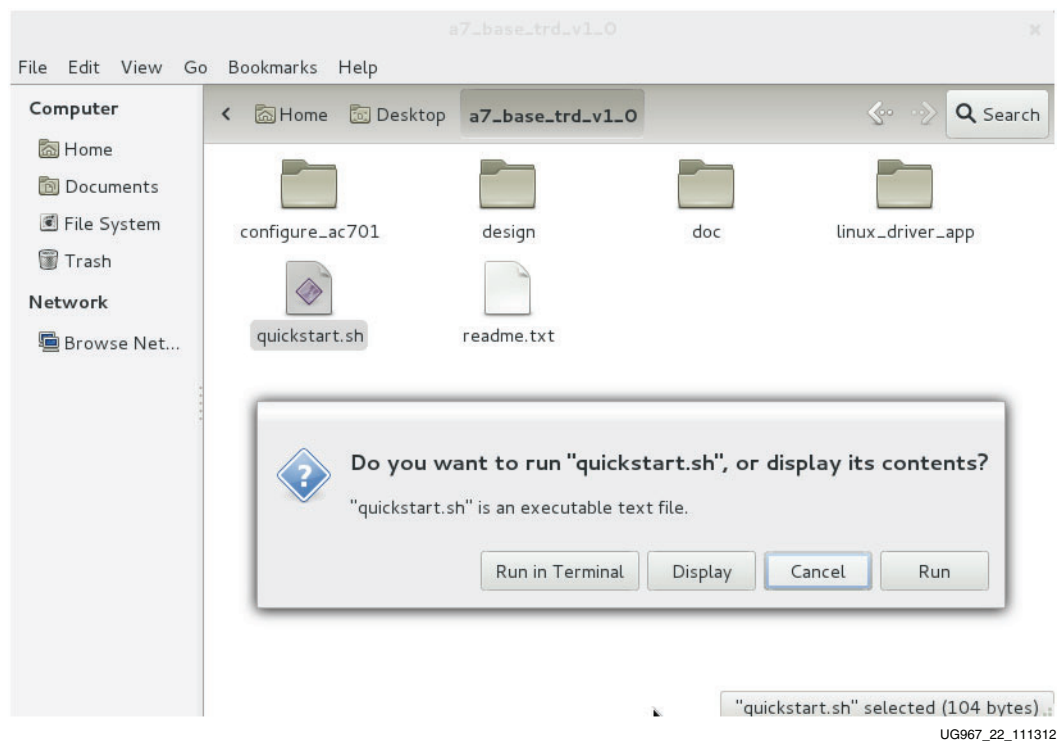 a7_base_trd_v1_0
File Edit View Go Bookmarks Help
Computer
Home
Documents
File System
Trash
Network
Browse Net...
Home Desktop a7_base_trd_v1_0 Search
configure_ac701 design doc linux_driver_app
quickstart.sh readme.txt
Do you want to run "quickstart.sh", or display its contents?
"quickstart.sh" is an executable text file.
Run in Terminal Display Cancel Run
"quickstart.sh" selected (104 bytes)
UG967_22_111312